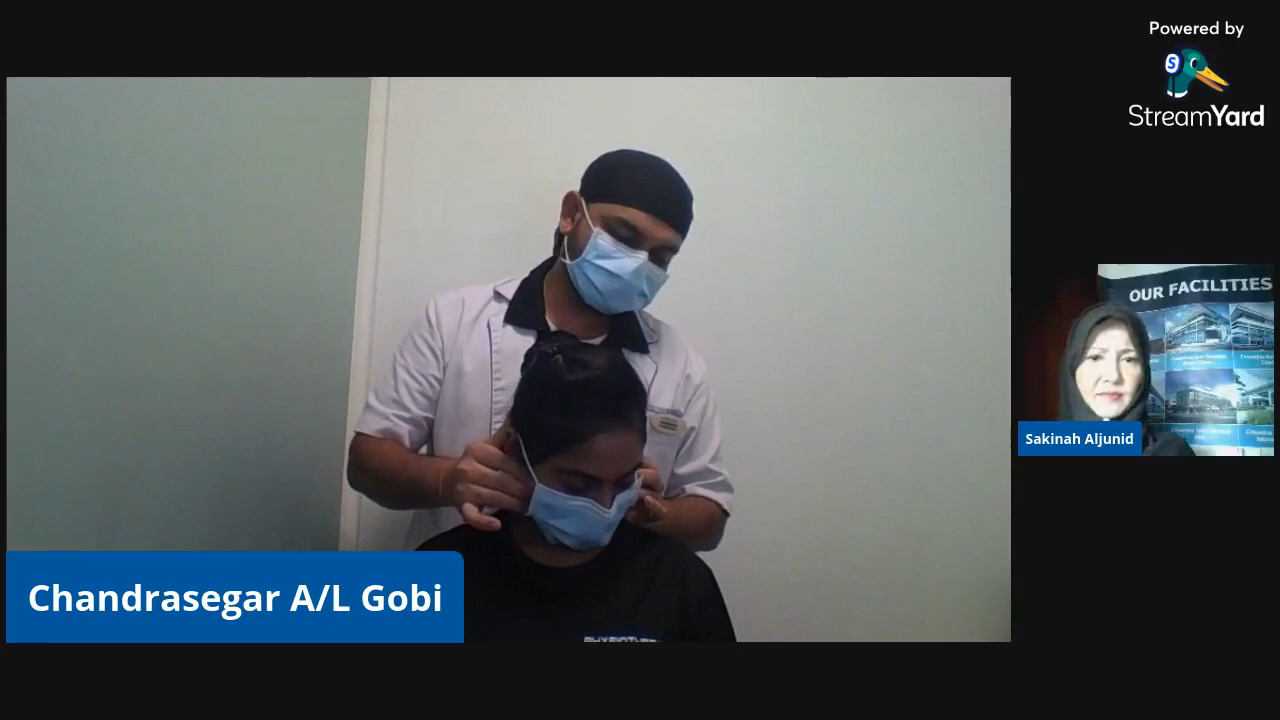 Powered by
S
StreamYard
OUR FACILITIES
Sakinah Aljunid
Chandrasegar A/L Gobi